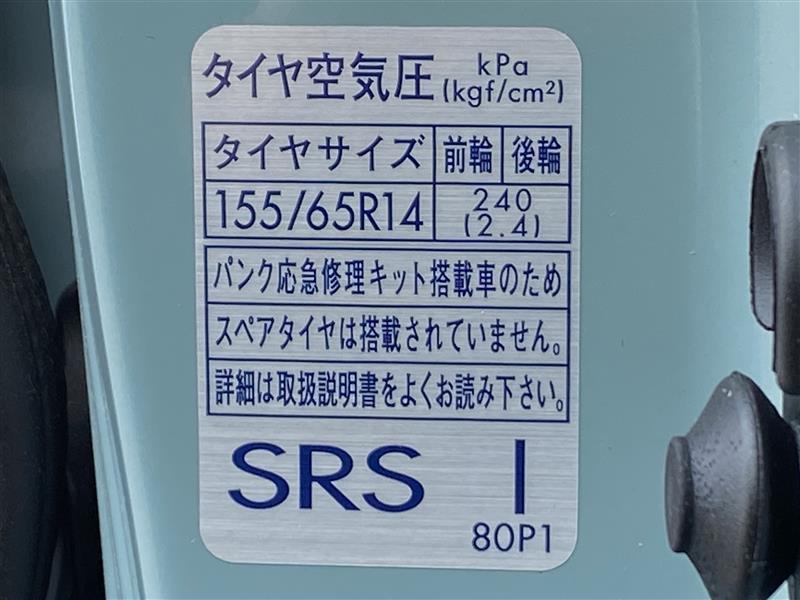 タイヤ空気圧 kPa (kgf/cm²)
タイヤサイズ 前輪 後輪
155/65R14 240 (2.4)
パンク応急修理キット搭載車のため
スペアタイヤは搭載されていません。
詳細は取扱説明書をよくお読み下さい。
SRS I
80P1